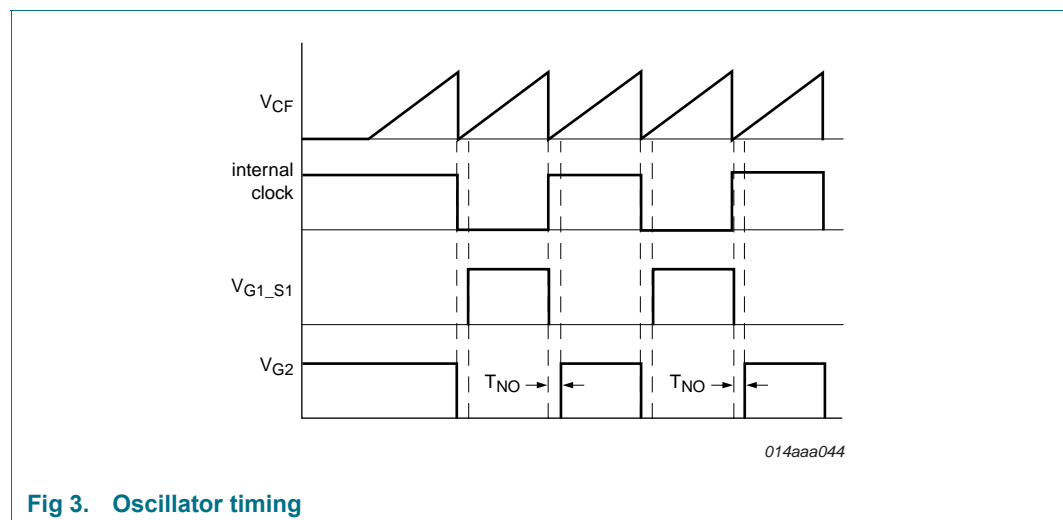 VCF
internal
clock
VG1_S1
VG2
TNO
TNO
014aaa044
Fig 3. Oscillator timing